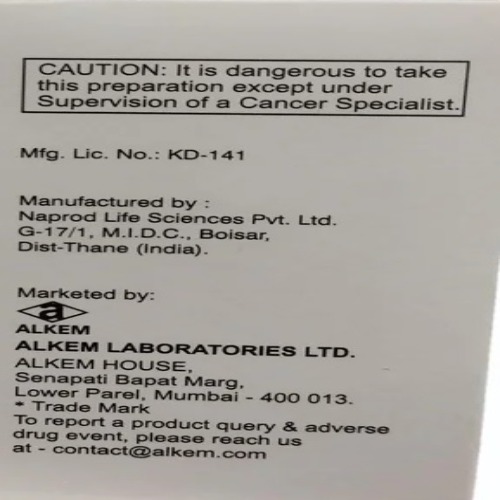 CAUTION: It is dangerous to take
this preparation except under
Supervision of a Cancer Specialist.
Mfg. Lic. No.: KD-141
Manufactured by :
Naprod Life Sciences Pvt. Ltd.
G-17/1, M.I.D.C., Boisar,
Dist-Thane (India).
Marketed by:
a
ALKEM
ALKEM LABORATORIES LTD.
ALKEM HOUSE,
Senapati Bapat Marg,
Lower Parel, Mumbai - 400 013.
* Trade Mark
To report a product query & adverse
drug event, please reach us
at - contact@alkem.com